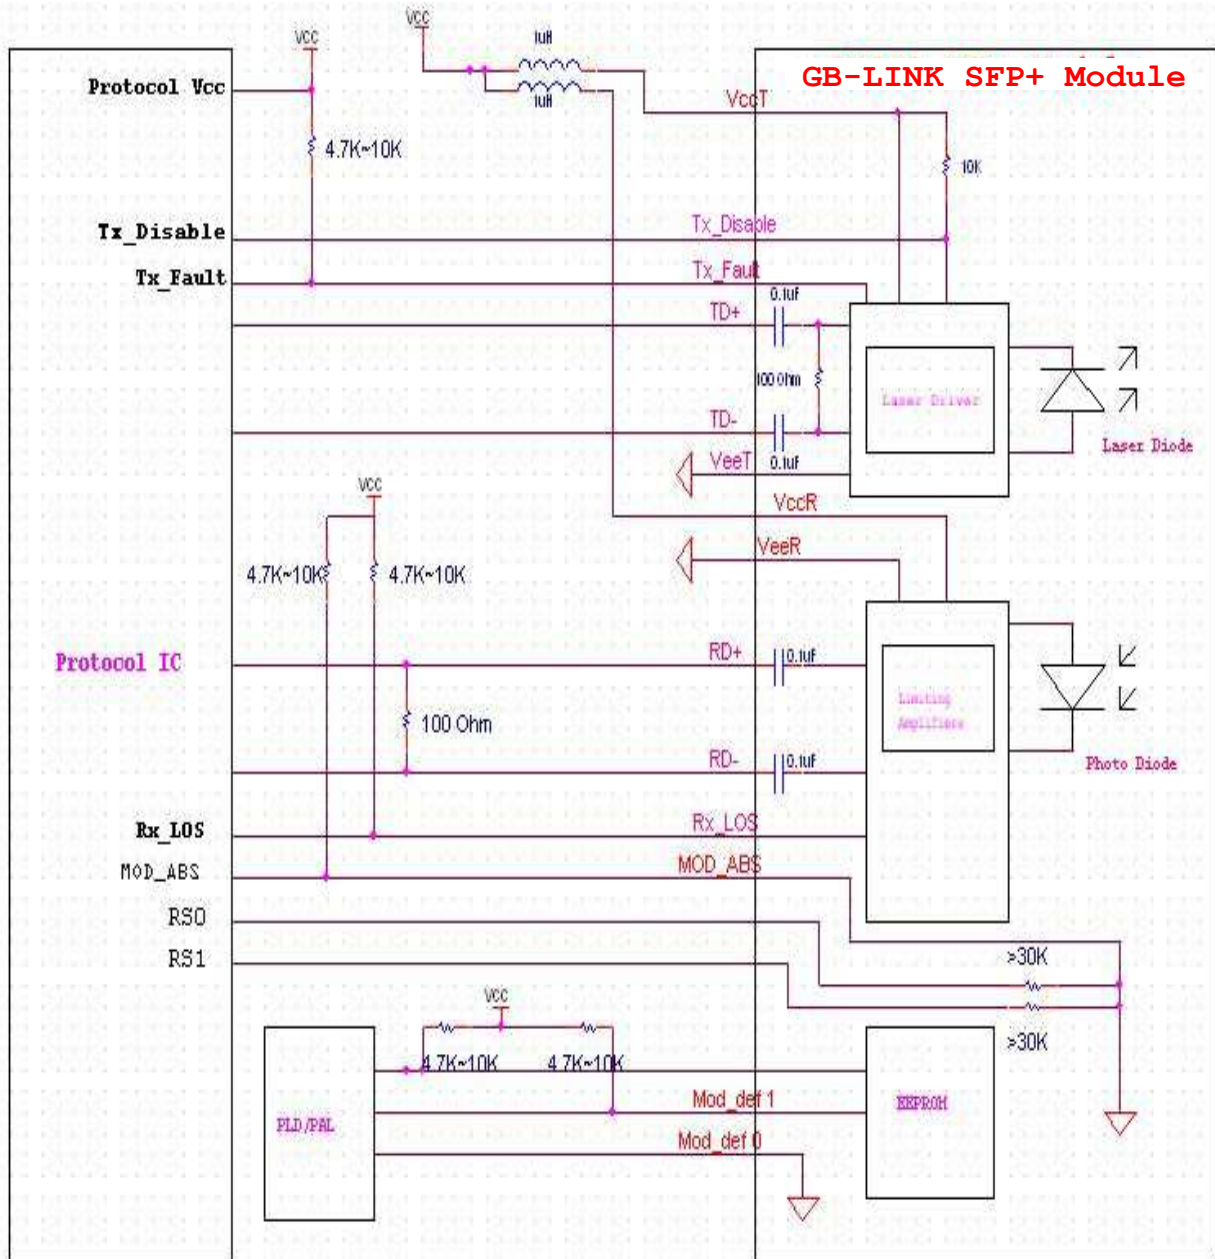 VCC
VCC
1uH
GB-LINK SFP+ Module
Protocol Vcc
1uH
VccT
4.7K~10K
10K
Tx_Disable
Tx_Disable
Tx_Fault
Tx_Fault
0.1uf
TD+
100 Ohm
Laser Driver
TD-
Laser Diode
VeeT
0.1uf
VCC
VccR
VeeR
4.7K~10K
4.7K~10K
Protocol IC
RD+
0.1uf
Limiting
Amplifiers
100 Ohm
RD-
0.1uf
Photo Diode
Rx_LOS
Rx_LOS
MOD_ABS
MOD_ABS
RS0
RS1
>30K
VCC
>30K
4.7K~10K
4.7K~10K
Mod_def 1
EEPROM
PLD/PAL
Mod_def 0